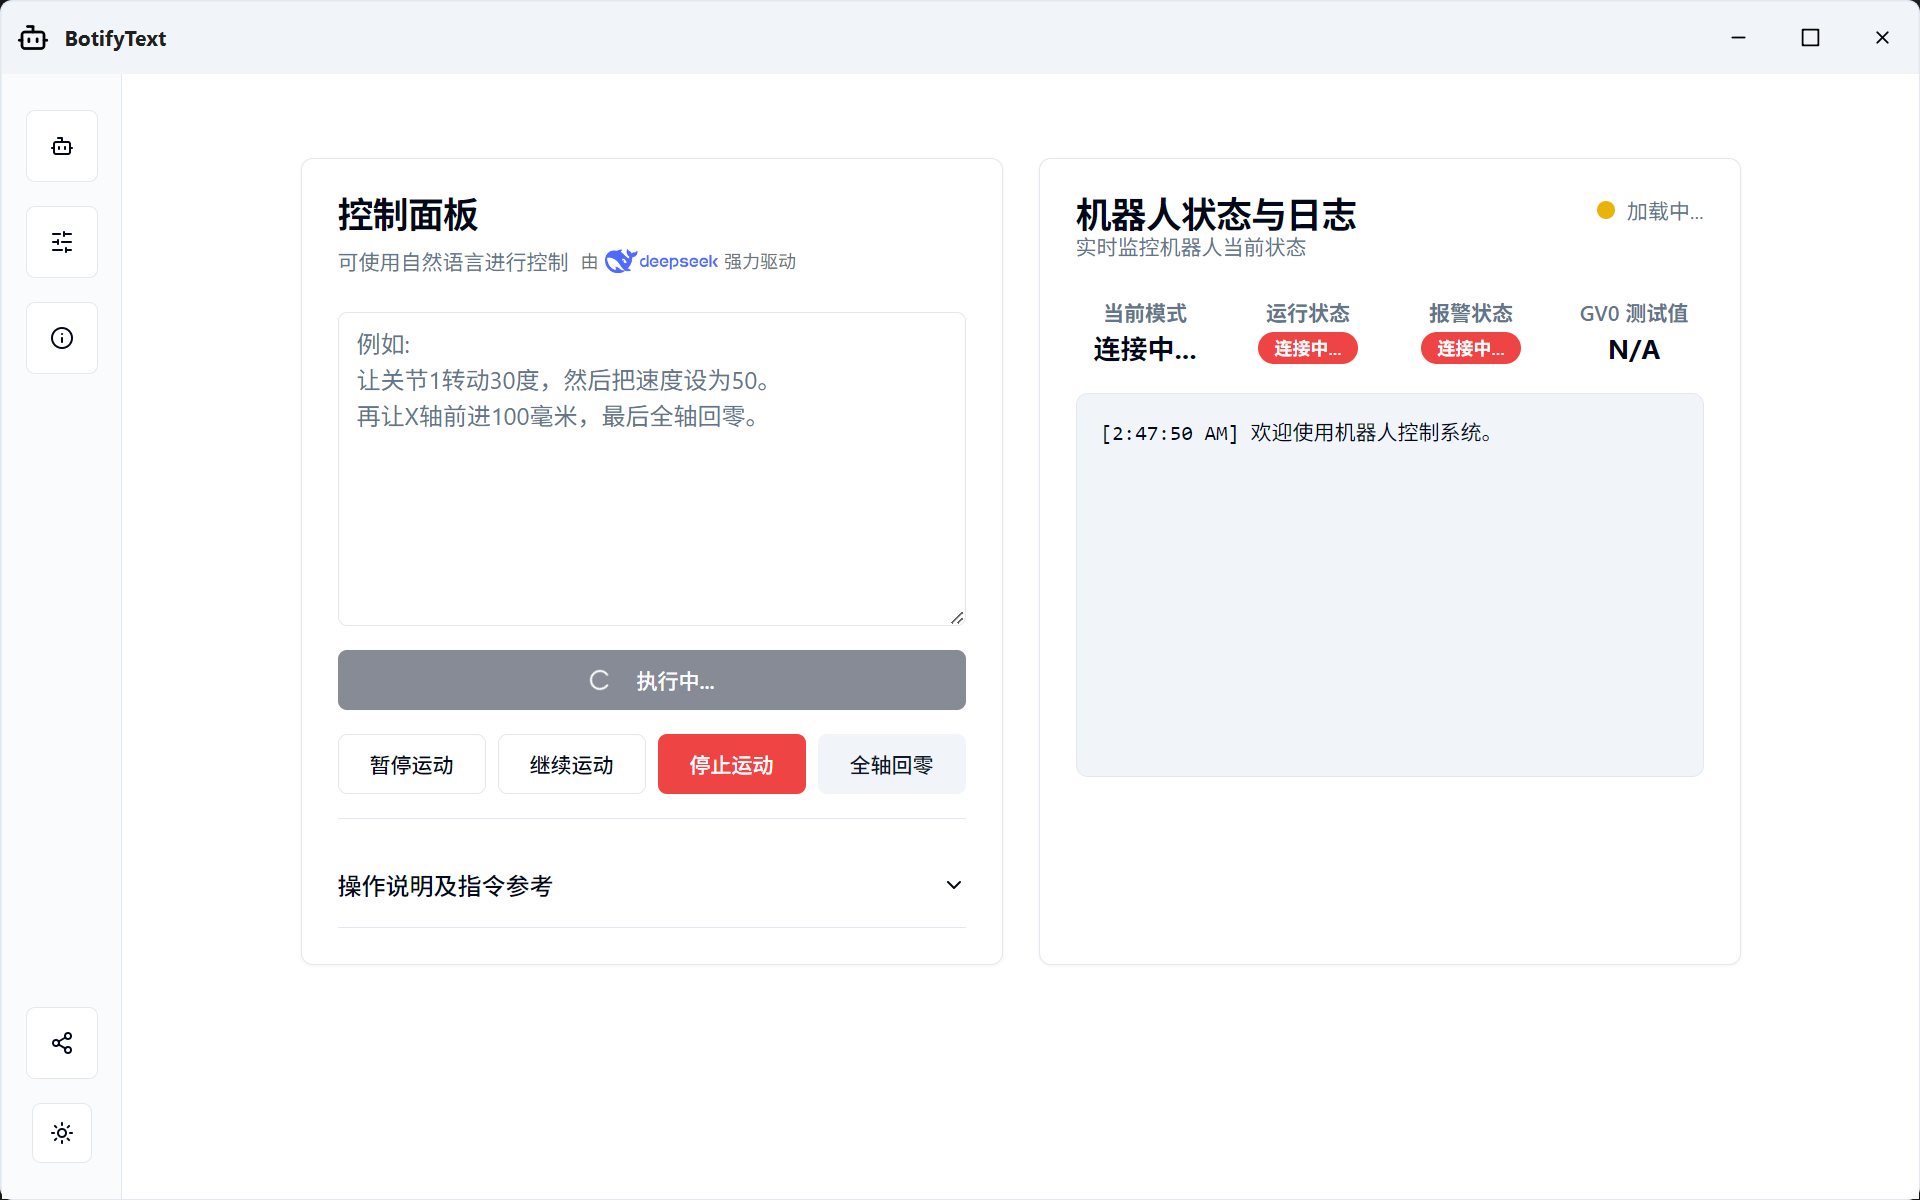 BotifyText
控制面板
可使用自然语言进行控制 由 deepseek 强力驱动
例如:
让关节1转动30度，然后把速度设为50。
再让X轴前进100毫米，最后全轴回零。
执行中...
暂停运动 继续运动 停止运动 全轴回零
操作说明及指令参考
机器人状态与日志
加载中...
实时监控机器人当前状态
当前模式 运行状态 报警状态 GV0 测试值
连接中... 连接中... 连接中... N/A
[2:47:50 AM] 欢迎使用机器人控制系统。